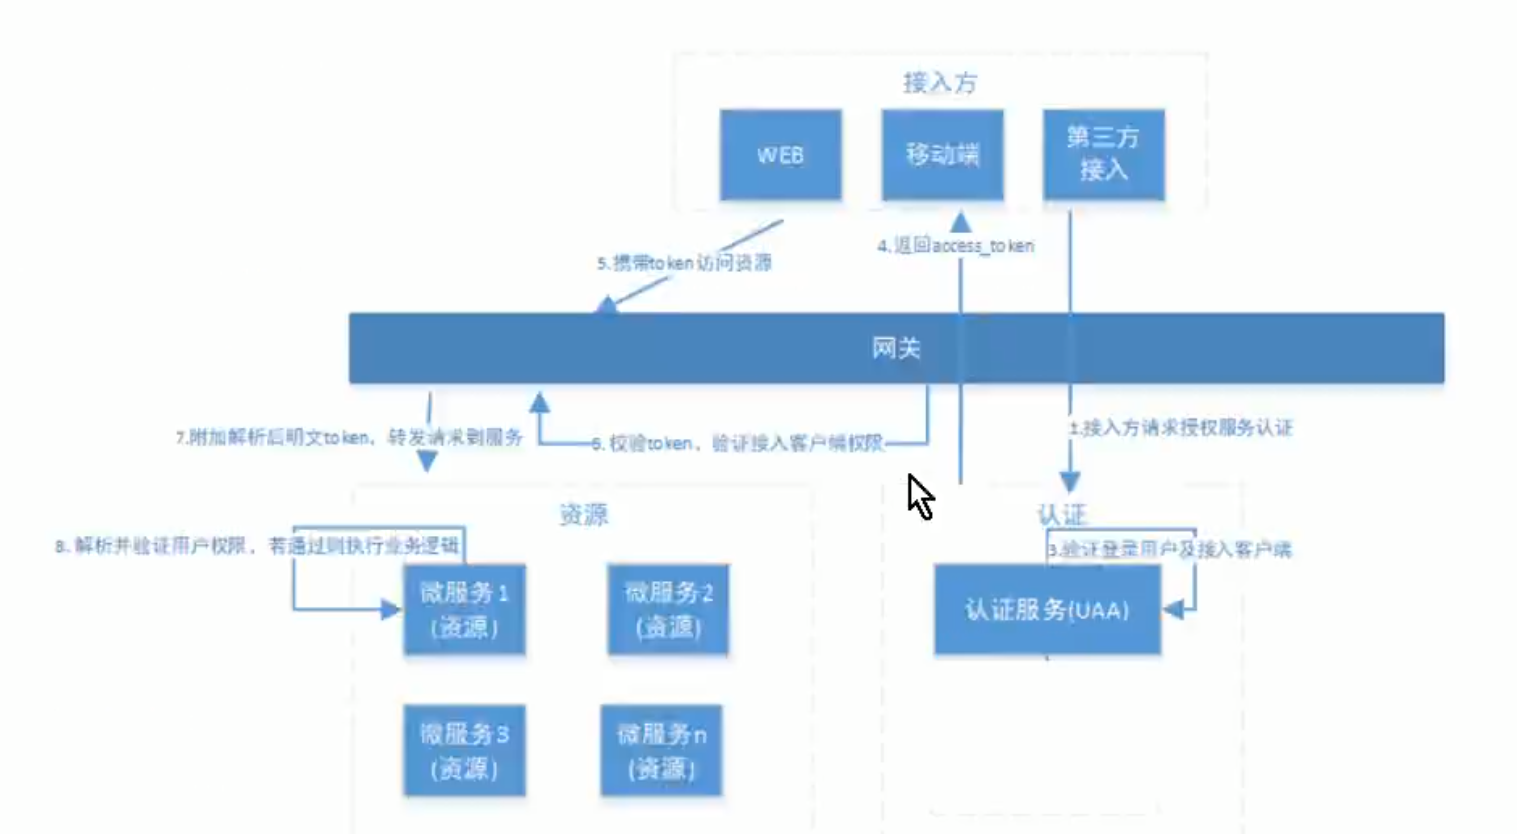 接入方
WEB
移动端
第三方
接入
4.返回access_token
5.携带token访问资源
网关
1.接入方请求授权服务认证
7.附加解析后明文token，转发请求到服务
6. 校验token，验证接入客户端权限
资源
认证
8. 解析并验证用户权限，若通过则执行业务逻辑
3.验证登录用户及接入客户端
微服务1
(资源)
微服务2
(资源)
认证服务(UAA)
微服务3
(资源)
微服务n
(资源)